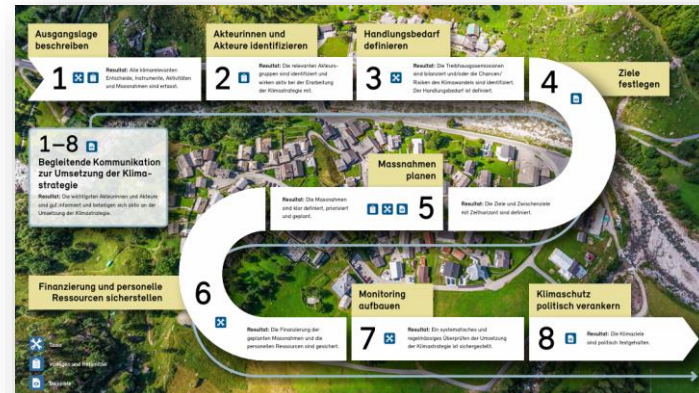 Ausgangslage
beschreiben
1
Resultat: Alle klimarelevanten
Entscheide, Instrumente, Aktivitäten
und Massnahmen sind erfasst.
Akteurinnen und
Akteure identifizieren
2
Resultat: Die relevanten Akteurs-
gruppen sind identifiziert und
wirken aktiv bei der Erarbeitung
der Klimastrategie mit.
Handlungsbedarf
definieren
3
Resultat: Die Treibhausgasemissionen
sind bilanziert und/oder die Chancen/
Risiken des Klimawandels sind identifiziert.
Der Handlungsbedarf ist definiert.
4
Ziele
festlegen
Resultat: Die Ziele und Zwischenziele
mit Zeithorizont sind definiert.
1–8
Begleitende Kommunikation
zur Umsetzung der Klima-
strategie
Resultat: Die wichtigsten Akteurinnen und Akteure
sind gut informiert und beteiligen sich aktiv an der
Umsetzung der Klimastrategie.
Massnahmen
planen
5
Resultat: Die Massnahmen
sind klar definiert, priorisiert
und geplant.
Finanzierung und personelle
Ressourcen sicherstellen
6
Resultat: Die Finanzierung der
geplanten Massnahmen und die
personellen Ressourcen sind gesichert.
Monitoring
aufbauen
7
Resultat: Ein systematisches und
regelmässiges Überprüfen der Umsetzung
der Klimastrategie ist sichergestellt.
Klimaschutz
politisch verankern
8
Resultat: Die Klimaziele
sind politisch festgehalten.
Tools